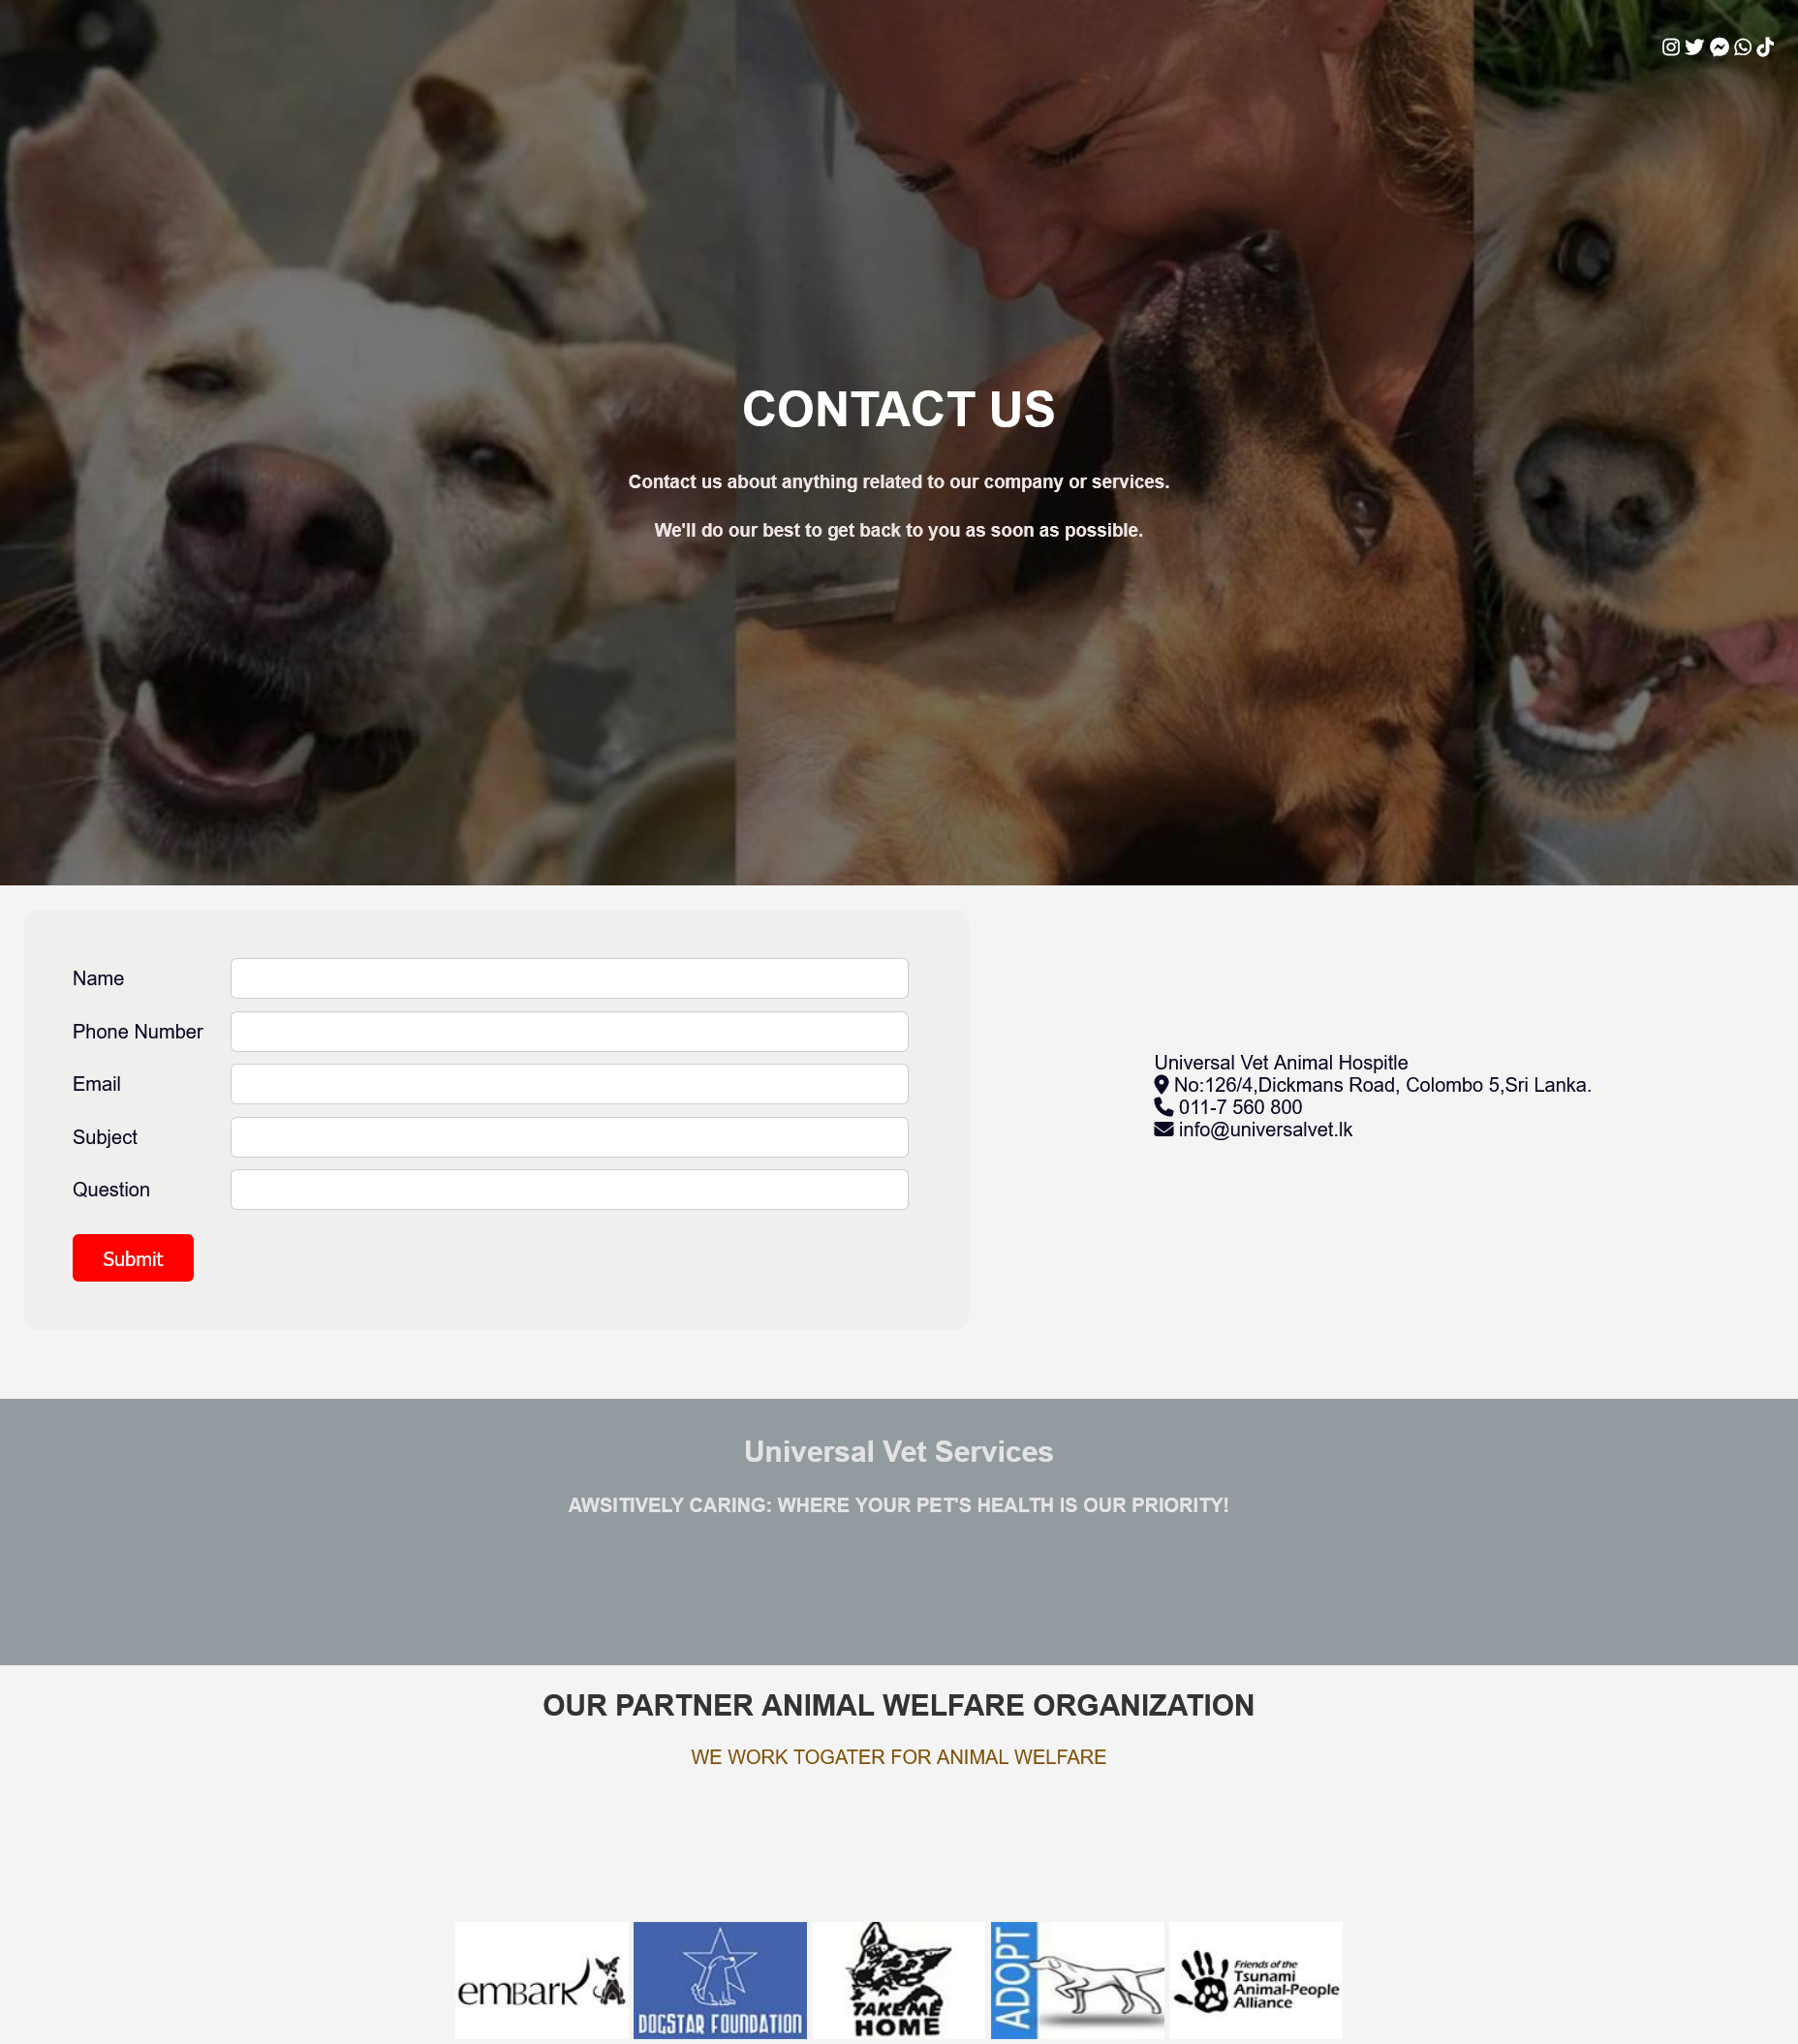 CONTACT US
Contact us about anything related to our company or services.
We'll do our best to get back to you as soon as possible.
Name
Phone Number
Email
Subject
Question
Submit
Universal Vet Animal Hospitle
No:126/4,Dickmans Road, Colombo 5,Sri Lanka.
011-7 560 800
info@universalvet.lk
Universal Vet Services
AWSITIVELY CARING: WHERE YOUR PET'S HEALTH IS OUR PRIORITY!
OUR PARTNER ANIMAL WELFARE ORGANIZATION
WE WORK TOGATER FOR ANIMAL WELFARE
emBark
DOGSTAR FOUNDATION
TAKE ME
HOME
ADOPT
Friends of the
Tsunami
Animal-People
Alliance